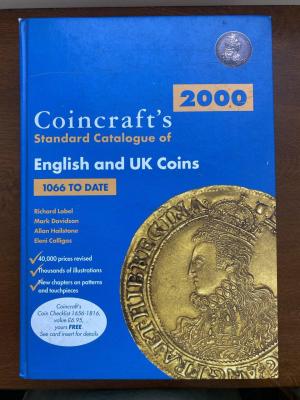 2000
Coincraft's
Standard Catalogue of
English and UK Coins
1066 TO DATE
Richard Lobel
Mark Davidson
Allan Hailstone
Eleni Calligas
40,000 prices revised
Thousands of illustrations
New chapters on patterns
and touchpieces
Coincraft's
Coin Checklist 1656-1816,
value £6.95,
yours FREE
See card insert for details